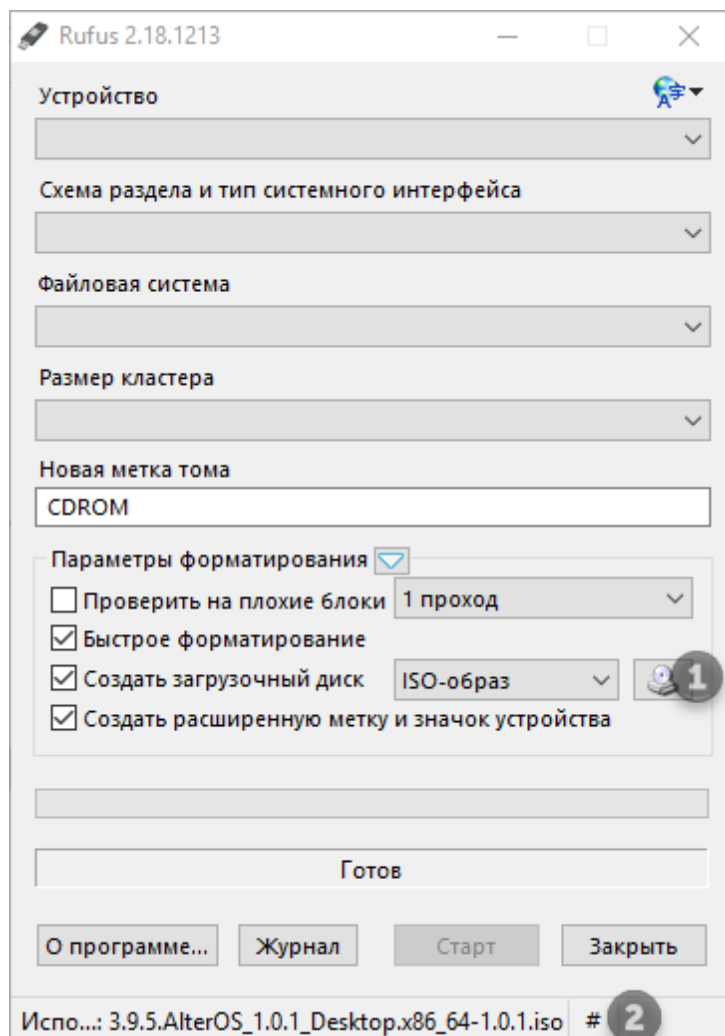 Rufus 2.18.1213
Устройство
Схема раздела и тип системного интерфейса
Файловая система
Размер кластера
Новая метка тома
CDROM
Параметры форматирования
Проверить на плохие блоки 1 проход
Быстрое форматирование
Создать загрузочный диск ISO-образ 1
Создать расширенную метку и значок устройства
Готов
О программе... Журнал Старт Закрыть
Испо...: 3.9.5.AlterOS_1.0.1_Desktop.x86_64-1.0.1.iso # 2